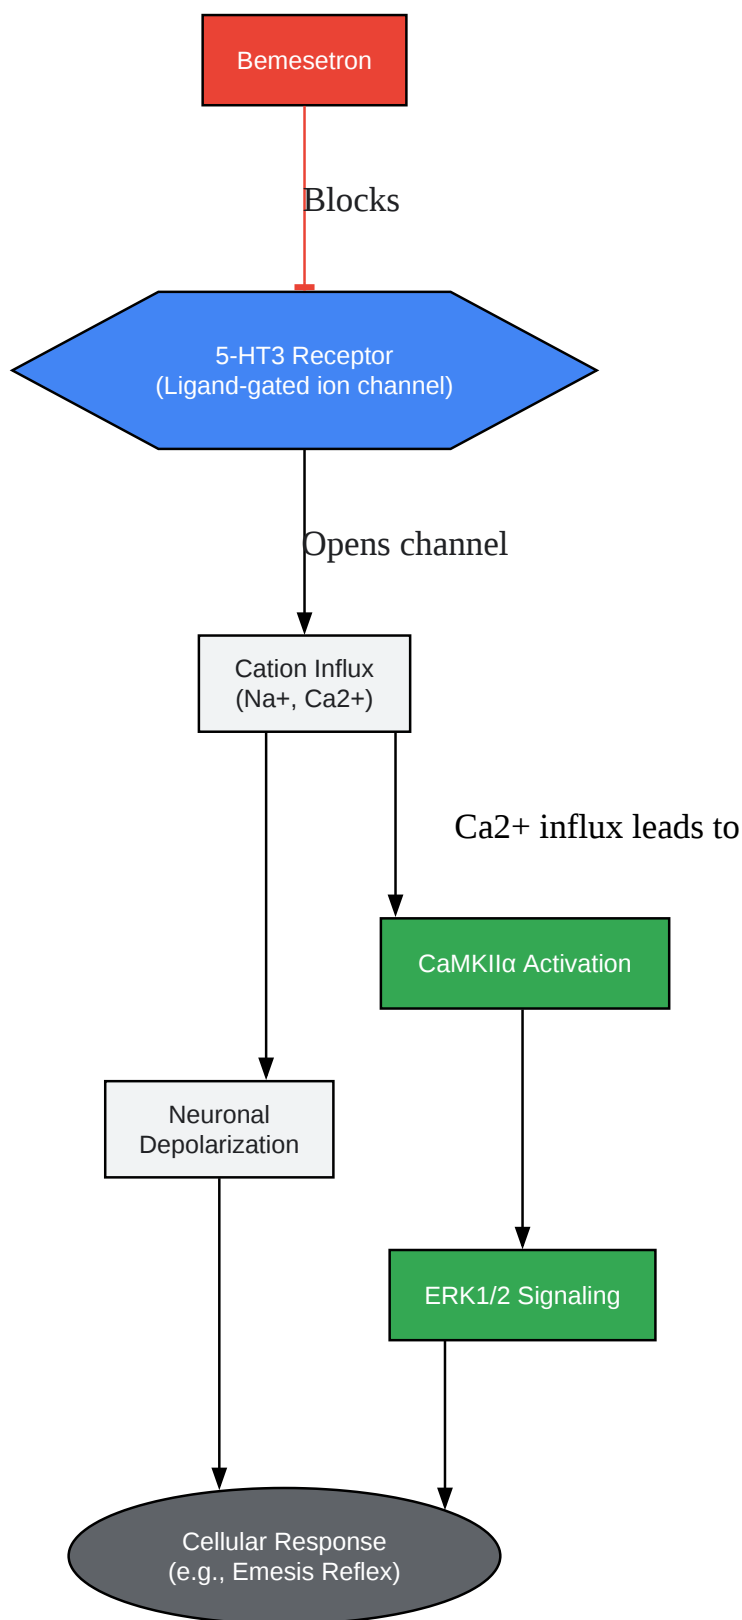 Bemesetron
Blocks
5-HT3 Receptor
(Ligand-gated ion channel)
Opens channel
Cation Influx
(Na+, Ca2+)
Ca2+ influx leads to
CaMKIIα Activation
Neuronal
Depolarization
ERK1/2 Signaling
Cellular Response
(e.g., Emesis Reflex)